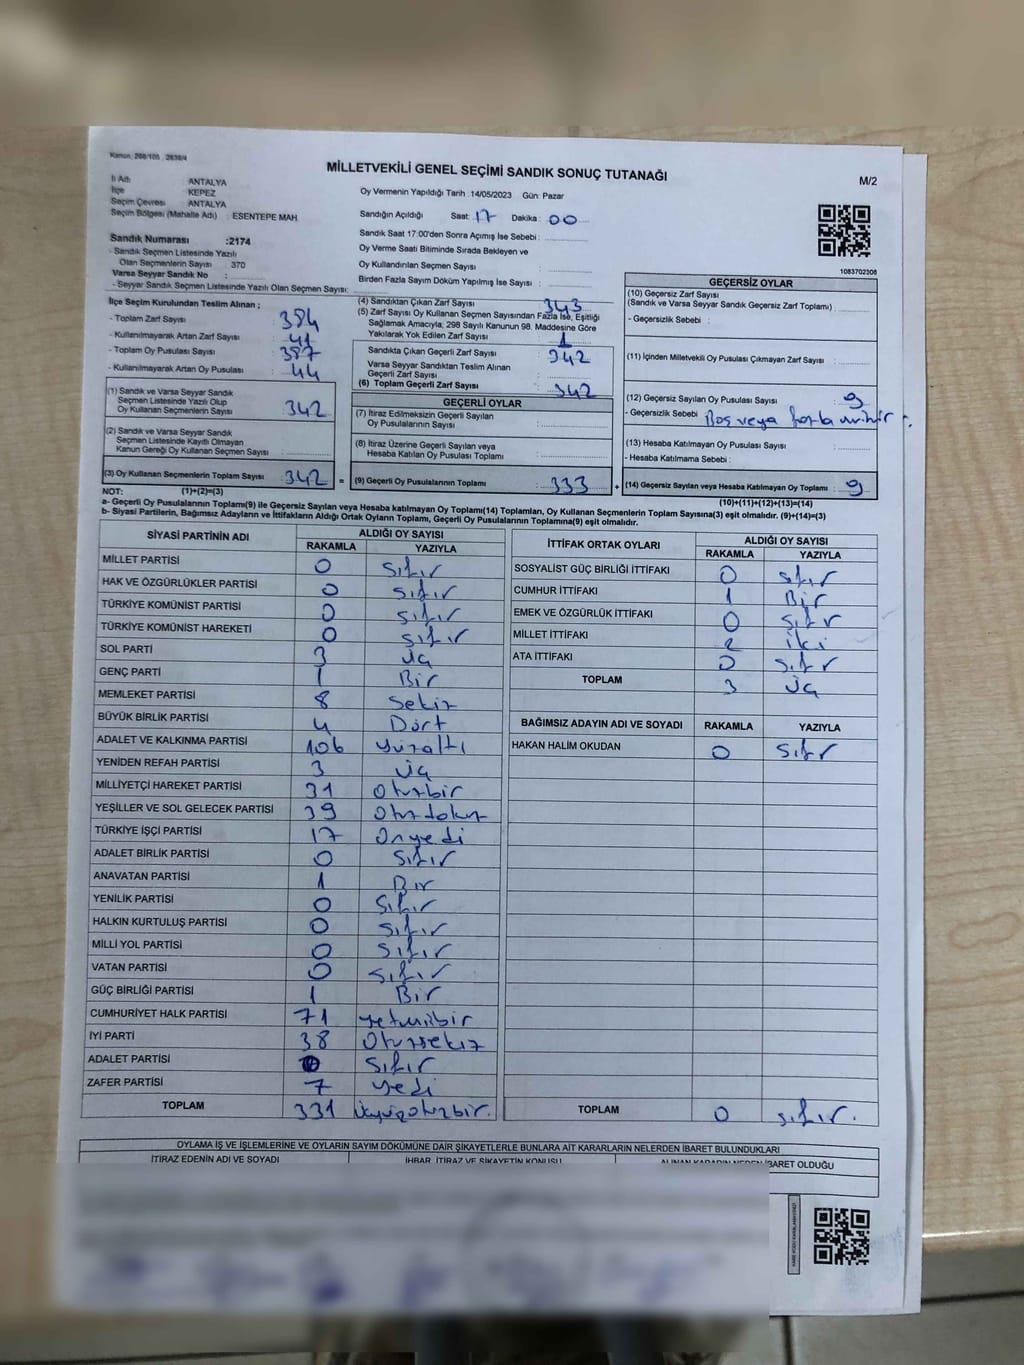 Kanun. 298/105 . 2839/4
MİLLETVEKİLİ GENEL SEÇİMİ SANDIK SONUÇ TUTANAĞI
M/2
İl Adı : ANTALYA
İlçe : KEPEZ
Seçim Çevresi : ANTALYA
Seçim Bölgesi (Mahalle Adı) : ESENTEPE MAH
Sandık Numarası :2174
- Sandık Seçmen Listesinde Yazılı
Olan Seçmenlerin Sayısı : 370
Varsa Seyyar Sandık No :
- Seyyar Sandık Seçmen Listesinde Yazılı Olan Seçmen Sayısı:
Oy Vermenin Yapıldığı Tarih :14/05/2023 Gün: Pazar
Sandığın Açıldığı Saat: 17 Dakika: 00
Sandık Saat 17:00'den Sonra Açımış İse Sebebi :
Oy Verme Saati Bitiminde Sırada Bekleyen ve
Oy Kullandırılan Seçmen Sayısı :
Birden Fazla Sayım Döküm Yapılmış İse Sayısı :
1083702308
İlçe Seçim Kurulundan Teslim Alınan ;
- Toplam Zarf Sayısı : 384
- Kullanılmayarak Artan Zarf Sayısı : 41
- Toplam Oy Pusulası Sayısı : 387
- Kullanılmayarak Artan Oy Pusulası : 44
(1) Sandık ve Varsa Seyyar Sandık
Seçmen Listesinde Yazılı Olup
Oy Kullanan Seçmenlerin Sayısı : 342
(2) Sandık ve Varsa Seyyar Sandık
Seçmen Listesinde Kayıtlı Olmayan
Kanun Gereği Oy Kullanan Seçmen Sayısı :
(3) Oy Kullanan Seçmenlerin Toplam Sayısı : 342
(1)+(2)=(3)
(4) Sandıktan Çıkan Zarf Sayısı : 343
(5) Zarf Sayısı Oy Kullanan Seçmen Sayısından Fazla İse, Eşitliği
Sağlamak Amacıyla; 298 Sayılı Kanunun 98. Maddesine Göre
Yakılarak Yok Edilen Zarf Sayısı : 1
Sandıkta Çıkan Geçerli Zarf Sayısı : 342
Varsa Seyyar Sandıktan Teslim Alınan
Geçerli Zarf Sayısı :
(6) Toplam Geçerli Zarf Sayısı : 342
GEÇERLİ OYLAR
(7) İtiraz Edilmeksizin Geçerli Sayılan
Oy Pusulalarının Sayısı :
(8) İtiraz Üzerine Geçerli Sayılan veya
Hesaba Katılan Oy Pusulası Toplamı :
= (9) Geçerli Oy Pusulalarının Toplamı : 333 +
GEÇERSİZ OYLAR
(10) Geçersiz Zarf Sayısı
(Sandık ve Varsa Seyyar Sandık Geçersiz Zarf Toplamı) :
- Geçersizlik Sebebi :
(11) İçinden Milletvekili Oy Pusulası Çıkmayan Zarf Sayısı :
(12) Geçersiz Sayılan Oy Pusulası Sayısı : 9
- Geçersizlik Sebebi : Boş veya fazla mühür
(13) Hesaba Katılmayan Oy Pusulası Sayısı :
- Hesaba Katılmama Sebebi :
(14) Geçersiz Sayılan veya Hesaba Katılmayan Oy Toplamı : 9
(10)+(11)+(12)+(13)=(14)
NOT:
a- Geçerli Oy Pusulalarının Toplamı(9) ile Geçersiz Sayılan veya Hesaba katılmayan Oy Toplamı(14) Toplamları, Oy Kullanan Seçmenlerin Toplam Sayısına(3) eşit olmalıdır. (9)+(14)=(3)
b- Siyasi Partilerin, Bağımsız Adayların ve İttifakların Aldığı Ortak Oyların Toplamı, Geçerli Oy Pusulalarının Toplamına(9) eşit olmalıdır.
SİYASİ PARTİNİN ADI ALDIĞI OY SAYISI
RAKAMLA YAZIYLA
MİLLET PARTİSİ 0 Sıfır
HAK VE ÖZGÜRLÜKLER PARTİSİ 0 Sıfır
TÜRKİYE KOMÜNİST PARTİSİ 0 Sıfır
TÜRKİYE KOMÜNİST HAREKETİ 0 Sıfır
SOL PARTİ 3 üç
GENÇ PARTİ 1 Bir
MEMLEKET PARTİSİ 8 Sekiz
BÜYÜK BİRLİK PARTİSİ 4 Dört
ADALET VE KALKINMA PARTİSİ 106 Yüzaltı
YENİDEN REFAH PARTİSİ 3 üç
MİLLİYETÇİ HAREKET PARTİSİ 31 Otuzbir
YEŞİLLER VE SOL GELECEK PARTİSİ 39 Otuzdokuz
TÜRKİYE İŞÇİ PARTİSİ 17 Onyedi
ADALET BİRLİK PARTİSİ 0 Sıfır
ANAVATAN PARTİSİ 1 Bir
YENİLİK PARTİSİ 0 Sıfır
HALKIN KURTULUŞ PARTİSİ 0 Sıfır
MİLLİ YOL PARTİSİ 0 Sıfır
VATAN PARTİSİ 0 Sıfır
GÜÇ BİRLİĞİ PARTİSİ 1 Bir
CUMHURİYET HALK PARTİSİ 71 yetmişbir
İYİ PARTİ 38 Otuzsekiz
ADALET PARTİSİ 0 Sıfır
ZAFER PARTİSİ 7 yedi
TOPLAM 331 üçyüzotuzbir.
İTTİFAK ORTAK OYLARI ALDIĞI OY SAYISI
RAKAMLA YAZIYLA
SOSYALİST GÜÇ BİRLİĞİ İTTİFAKI 0 sıfır
CUMHUR İTTİFAKI 1 Bir
EMEK VE ÖZGÜRLÜK İTTİFAKI 0 sıfır
MİLLET İTTİFAKI 2 iki
ATA İTTİFAKI 0 sıfır
TOPLAM 3 üç
BAĞIMSIZ ADAYIN ADI VE SOYADI RAKAMLA YAZIYLA
HAKAN HALİM OKUDAN 0 sıfır
TOPLAM 0 sıfır.
OYLAMA İŞ VE İŞLEMLERİNE VE OYLARIN SAYIM DÖKÜMÜNE DAİR ŞİKAYETLERLE BUNLARA AİT KARARLARIN NELERDEN İBARET BULUNDUKLARI
İTİRAZ EDENİN ADI VE SOYADI İHBAR, İTİRAZ VE ŞİKAYETİN KONUSU ALINAN KARARIN NEDEN İBARET OLDUĞU